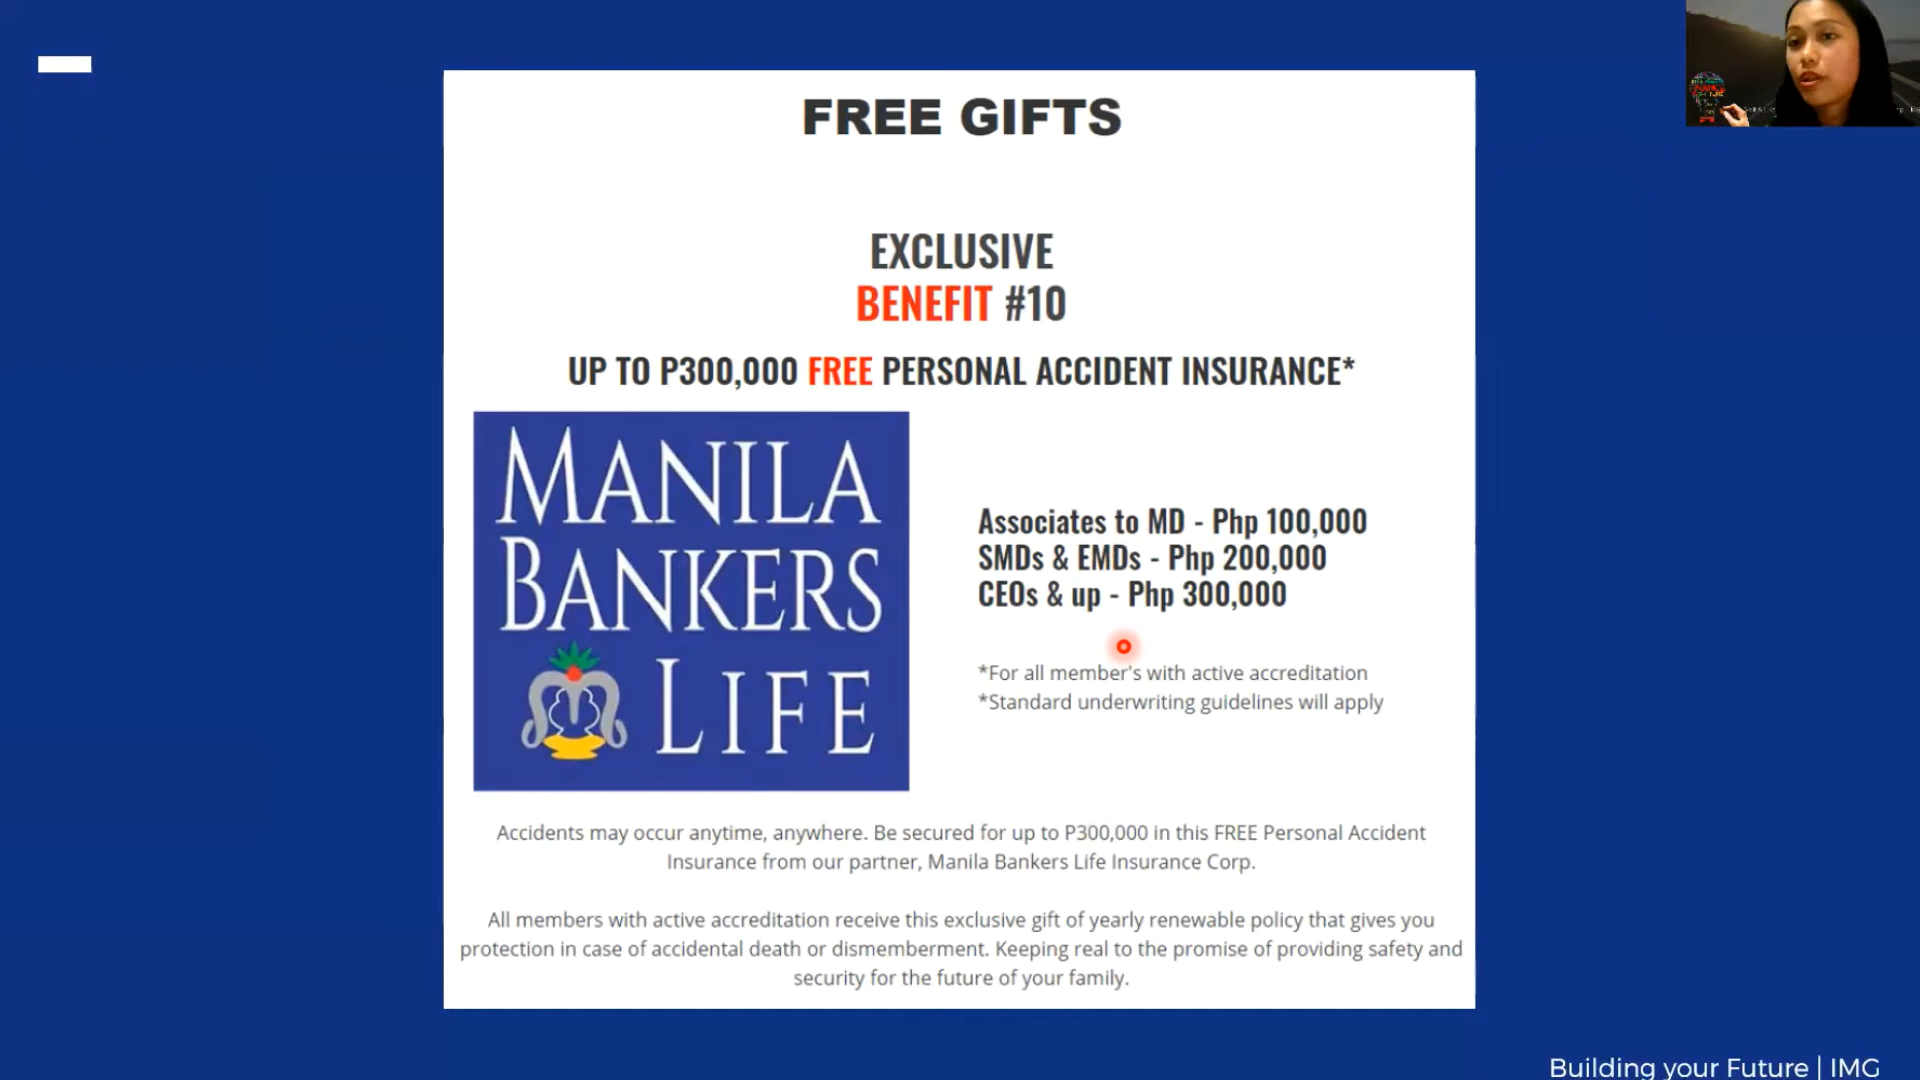 FREE GIFTS
EXCLUSIVE
BENEFIT #10
UP TO P300,000 FREE PERSONAL ACCIDENT INSURANCE*
MANILA
BANKERS
LIFE
Associates to MD - Php 100,000
SMDs & EMDs - Php 200,000
CEOs & up - Php 300,000
*For all member's with active accreditation
*Standard underwriting guidelines will apply
Accidents may occur anytime, anywhere. Be secured for up to P300,000 in this FREE Personal Accident
Insurance from our partner, Manila Bankers Life Insurance Corp.
All members with active accreditation receive this exclusive gift of yearly renewable policy that gives you
protection in case of accidental death or dismemberment. Keeping real to the promise of providing safety and
security for the future of your family.
Building your Future | IMG